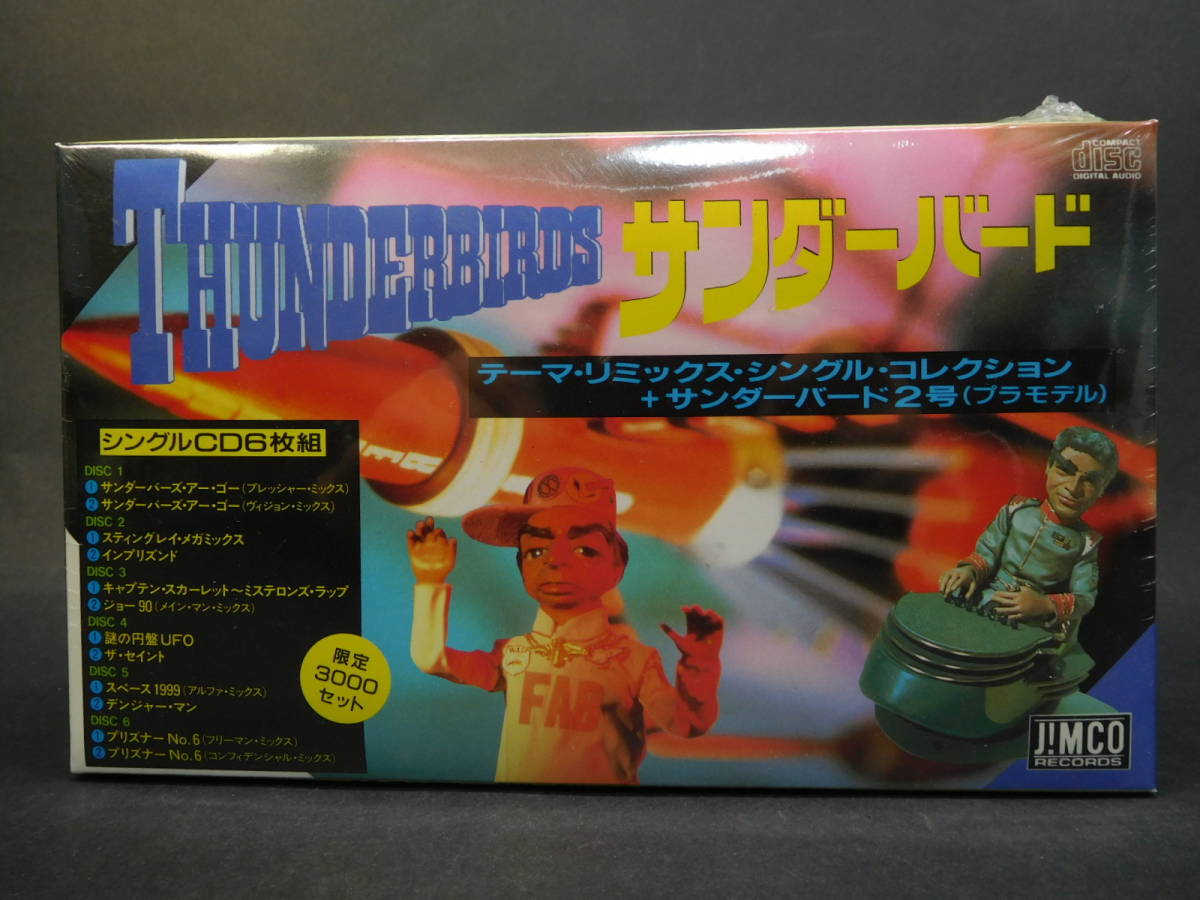 COMPACT
disc
DIGITAL AUDIO
THUNDERBIRDS
サンダーバード
テーマ・リミックス・シングル・コレクション
+サンダーバード2号(プラモデル)
シングルCD6枚組
DISC 1
1 サンダーバーズ・アー・ゴー(プレッシャー・ミックス)
2 サンダーバーズ・アー・ゴー(ヴィジョン・ミックス)
DISC 2
1 スティングレイ・メガミックス
2 インプリズンド
DISC 3
1 キャプテン・スカーレット〜ミステロンズ・ラップ
2 ジョー90(メイン・マン・ミックス)
DISC 4
1 謎の円盤UFO
2 ザ・セイント
DISC 5
1 スペース1999(アルファ・ミックス)
2 デンジャー・マン
DISC 6
1 プリズナーNo.6(フリーマン・ミックス)
2 プリズナーNo.6(コンフィデンシャル・ミックス)
限定
3000
セット
FAB
J!MCO
RECORDS